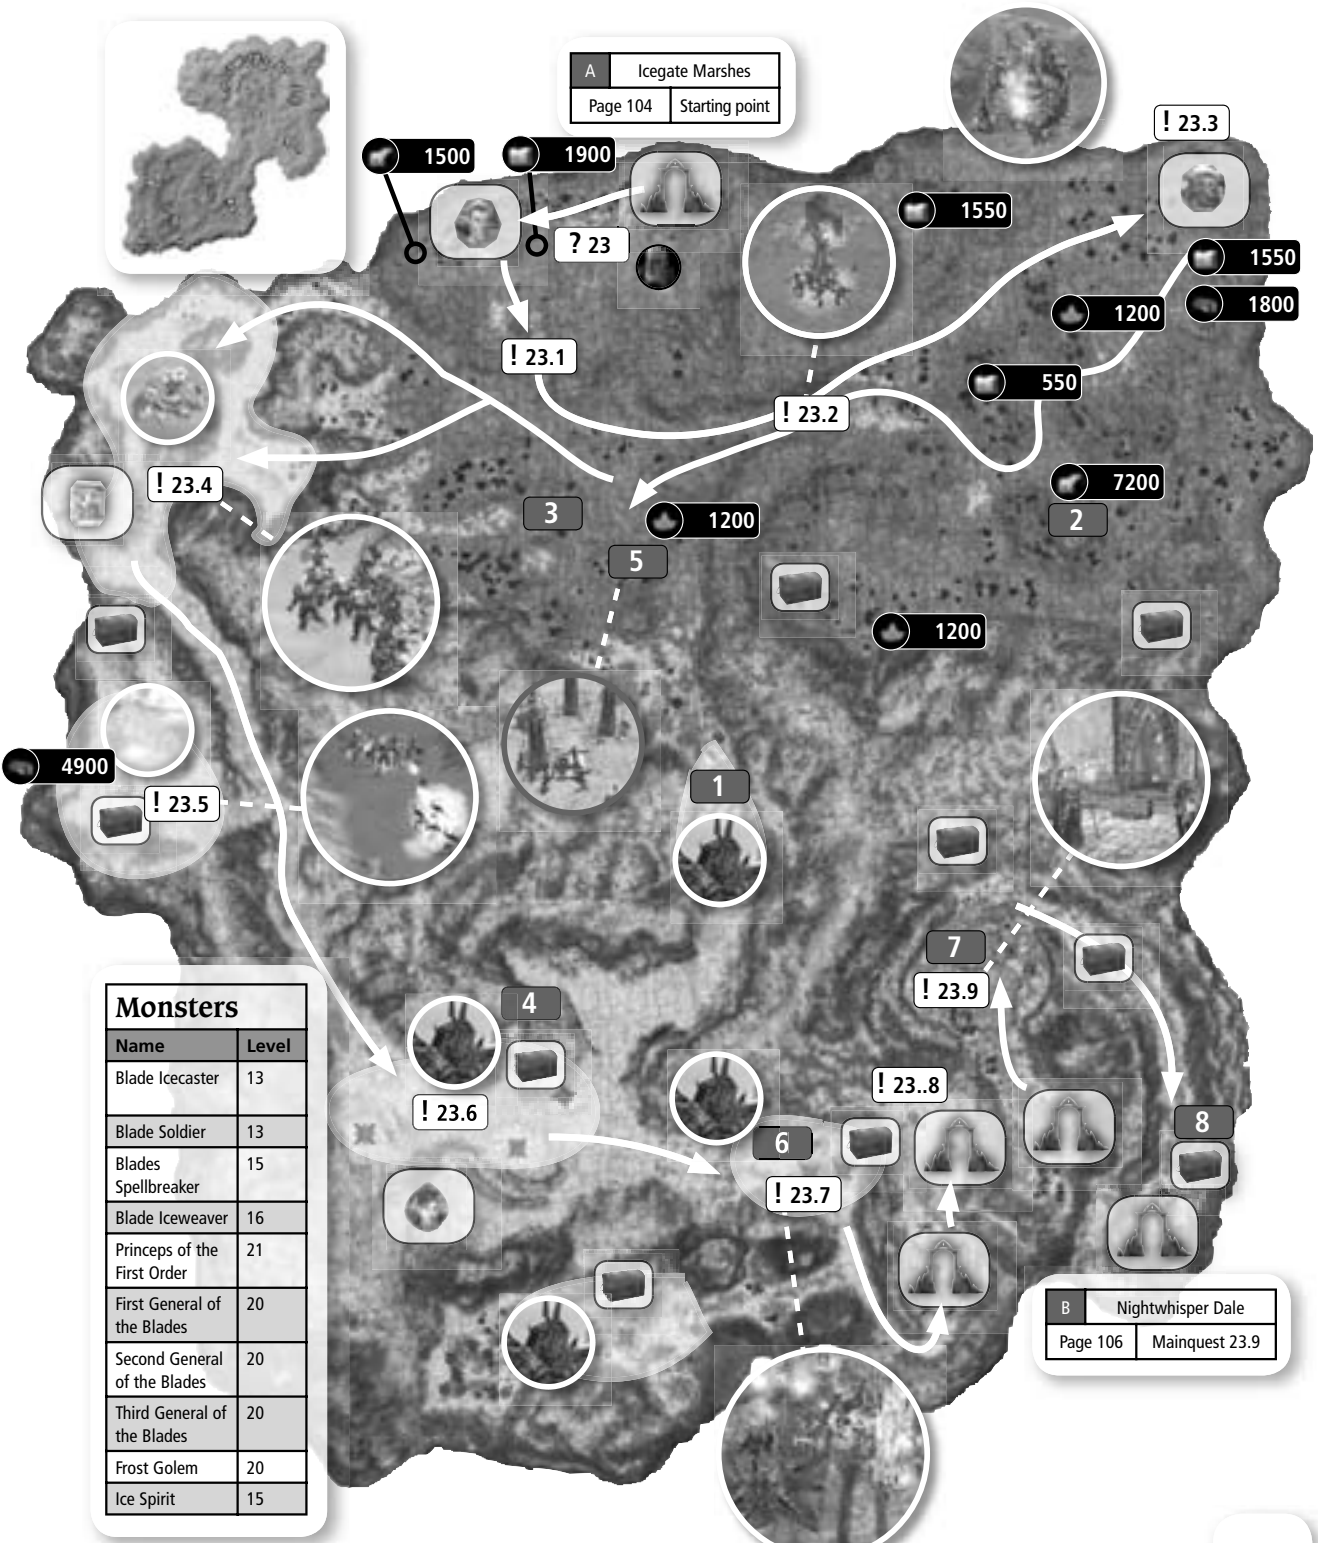 A Icegate Marshes
Page 104 Starting point
! 23.3
1500
1900
1550
? 23
1550
1200
1800
! 23.1
550
! 23.2
! 23.4
7200
3
1200
2
5
1200
4900
1
! 23.5
7
! 23.9
4
! 23..8
! 23.6
8
6
! 23.7
Monsters
Name Level
Blade Icecaster 13
Blade Soldier 13
Blades
Spellbreaker 15
Blade Iceweaver 16
Princeps of the
First Order 21
First General of
the Blades 20
Second General
of the Blades 20
Third General of
the Blades 20
Frost Golem 20
Ice Spirit 15
B Nightwhisper Dale
Page 106 Mainquest 23.9